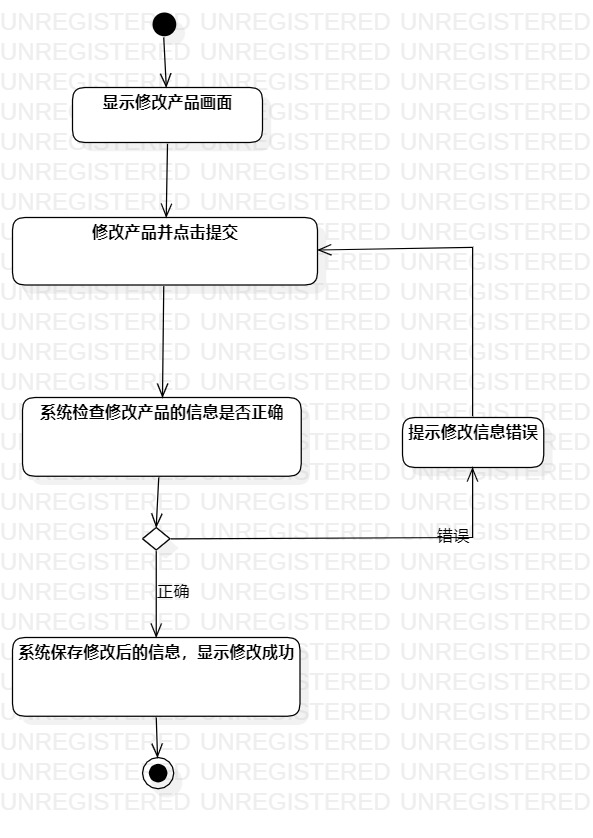 显示修改产品画面
修改产品并点击提交
系统检查修改产品的信息是否正确
提示修改信息错误
错误
正确
系统保存修改后的信息，显示修改成功
UNREGISTERED UNREGISTERED UNREGISTERED